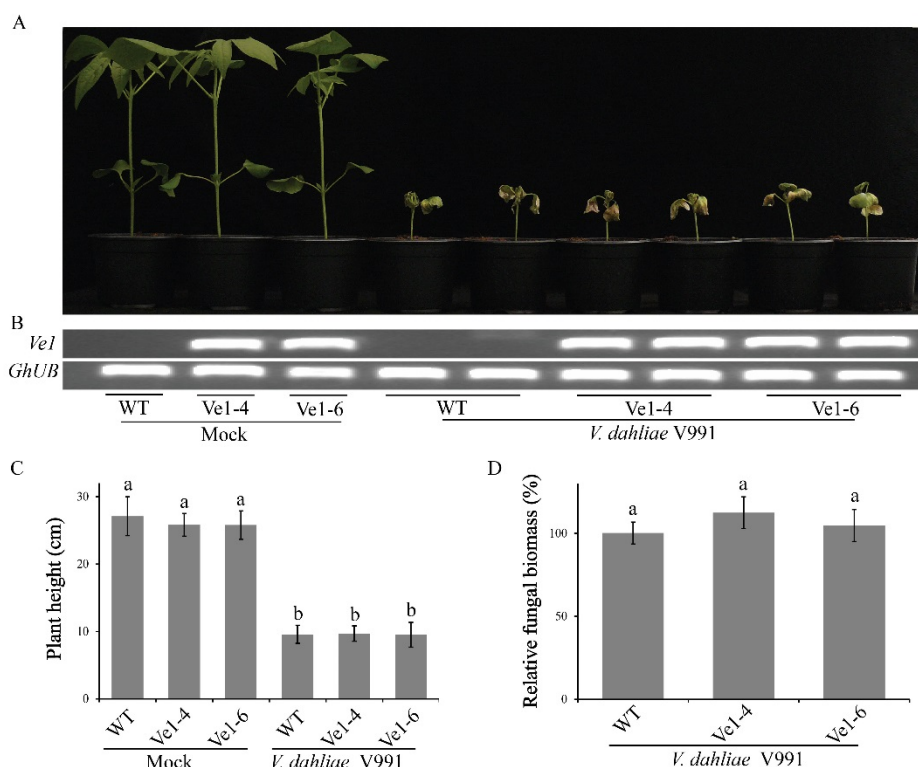 A
B
Ve1
GhUB
WT Ve1-4 Ve1-6 WT Ve1-4 Ve1-6
Mock V. dahliae V991
C
Plant height (cm)
30
20
10
0
a a a b b b
WT Ve1-4 Ve1-6 WT Ve1-4 Ve1-6
Mock V. dahliae V991
D
Relative fungal biomass (%)
100
50
0
a a a
WT Ve1-4 Ve1-6
V. dahliae V991